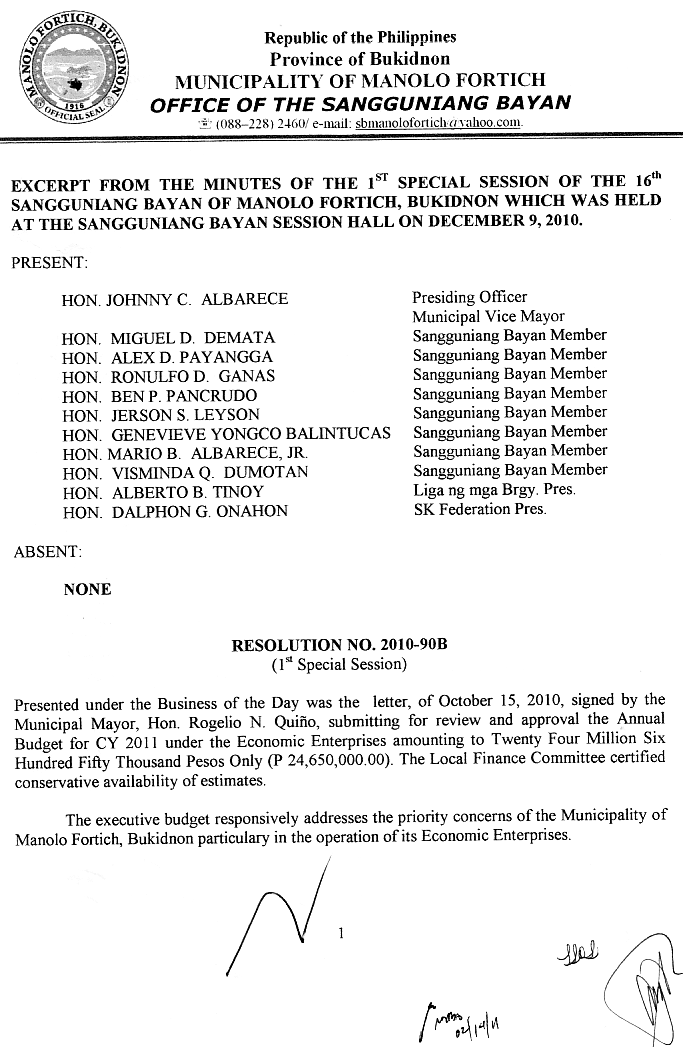 MANOLO FORTICH, BUKIDNON
1916
OFFICIAL SEAL
Republic of the Philippines
Province of Bukidnon
MUNICIPALITY OF MANOLO FORTICH
OFFICE OF THE SANGGUNIANG BAYAN
☏ (088–228) 2460/ e-mail: sbmanolofortich@yahoo.com.
EXCERPT FROM THE MINUTES OF THE 1ST SPECIAL SESSION OF THE 16th
SANGGUNIANG BAYAN OF MANOLO FORTICH, BUKIDNON WHICH WAS HELD
AT THE SANGGUNIANG BAYAN SESSION HALL ON DECEMBER 9, 2010.
PRESENT:
HON. JOHNNY C. ALBARECE Presiding Officer
Municipal Vice Mayor
HON. MIGUEL D. DEMATA Sangguniang Bayan Member
HON. ALEX D. PAYANGGA Sangguniang Bayan Member
HON. RONULFO D. GANAS Sangguniang Bayan Member
HON. BEN P. PANCRUDO Sangguniang Bayan Member
HON. JERSON S. LEYSON Sangguniang Bayan Member
HON. GENEVIEVE YONGCO BALINTUCAS Sangguniang Bayan Member
HON. MARIO B. ALBARECE, JR. Sangguniang Bayan Member
HON. VISMINDA Q. DUMOTAN Sangguniang Bayan Member
HON. ALBERTO B. TINOY Liga ng mga Brgy. Pres.
HON. DALPHON G. ONAHON SK Federation Pres.
ABSENT:
NONE
RESOLUTION NO. 2010-90B
(1st Special Session)
Presented under the Business of the Day was the letter, of October 15, 2010, signed by the
Municipal Mayor, Hon. Rogelio N. Quiño, submitting for review and approval the Annual
Budget for CY 2011 under the Economic Enterprises amounting to Twenty Four Million Six
Hundred Fifty Thousand Pesos Only (P 24,650,000.00). The Local Finance Committee certified
conservative availability of estimates.
The executive budget responsively addresses the priority concerns of the Municipality of
Manolo Fortich, Bukidnon particulary in the operation of its Economic Enterprises.
1
02/14/11